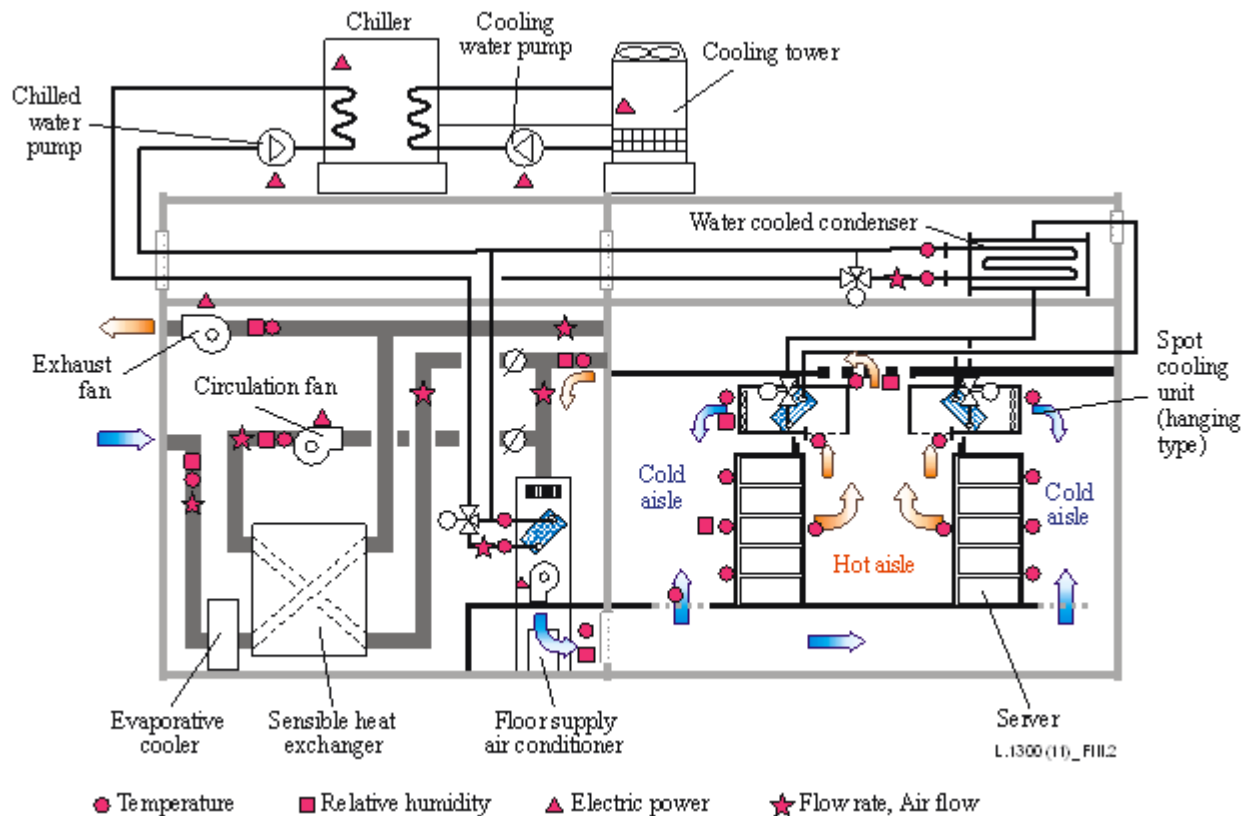 Chiller
Cooling
water pump
Cooling tower
Chilled
water
pump
Water cooled condenser
Exhaust
fan
Circulation fan
Spot
cooling
unit
(hanging
type)
Cold
aisle
Cold
aisle
Hot aisle
Evaporative
cooler
Sensible heat
exchanger
Floor supply
air conditioner
Server
L.1300(11)_FIII.2
Temperature
Relative humidity
Electric power
Flow rate, Air flow